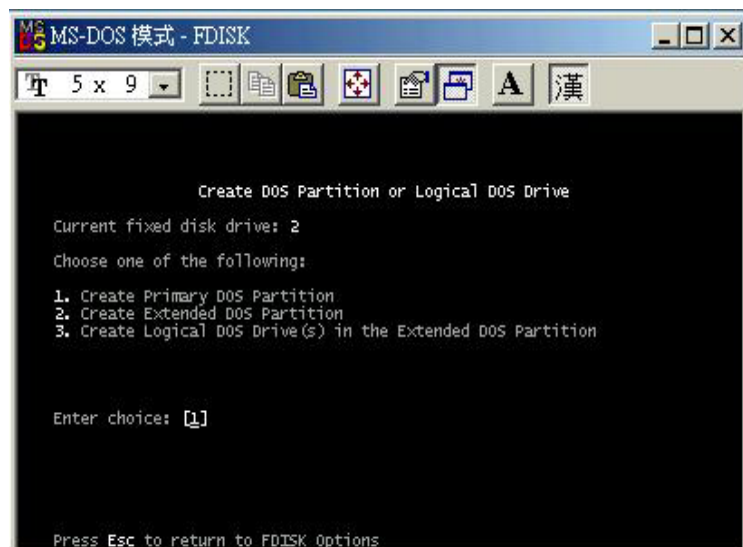 MS-DOS 模式 - FDISK
5 x 9
A
漢
Create DOS Partition or Logical DOS Drive
Current fixed disk drive: 2
Choose one of the following:
1. Create Primary DOS Partition
2. Create Extended DOS Partition
3. Create Logical DOS Drive(s) in the Extended DOS Partition
Enter choice: [1]
Press Esc to return to FDISK Options